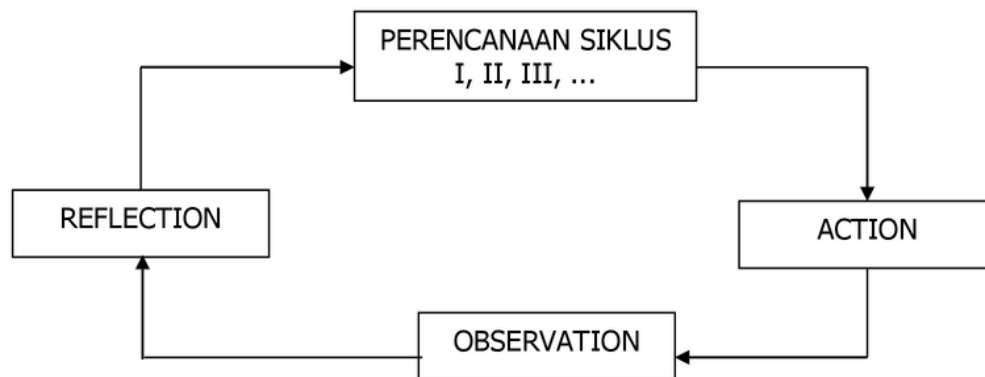 PERENCANAAN SIKLUS
I, II, III, ...
REFLECTION
ACTION
OBSERVATION